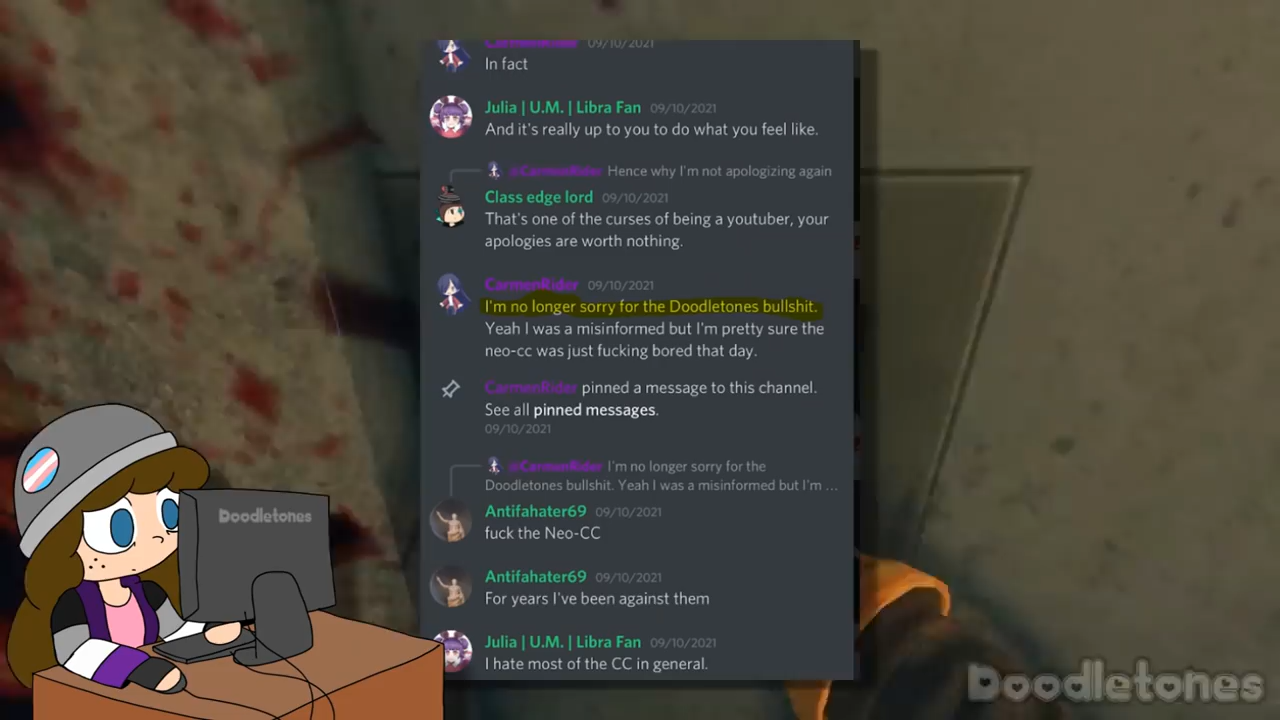 CarmenRider 09/10/2021
In fact
Julia | U.M. | Libra Fan 09/10/2021
And it's really up to you to do what you feel like.
@CarmenRider Hence why I'm not apologizing again
Class edge lord 09/10/2021
That's one of the curses of being a youtuber, your
apologies are worth nothing.
CarmenRider 09/10/2021
I'm no longer sorry for the Doodletones bullshit.
Yeah I was a misinformed but I'm pretty sure the
neo-cc was just fucking bored that day.
CarmenRider pinned a message to this channel.
See all pinned messages.
09/10/2021
@CarmenRider I'm no longer sorry for the
Doodletones bullshit. Yeah I was a misinformed but I'm ...
Antifahater69 09/10/2021
fuck the Neo-CC
Antifahater69 09/10/2021
For years I've been against them
Julia | U.M. | Libra Fan 09/10/2021
I hate most of the CC in general.
Doodletones
Doodletones